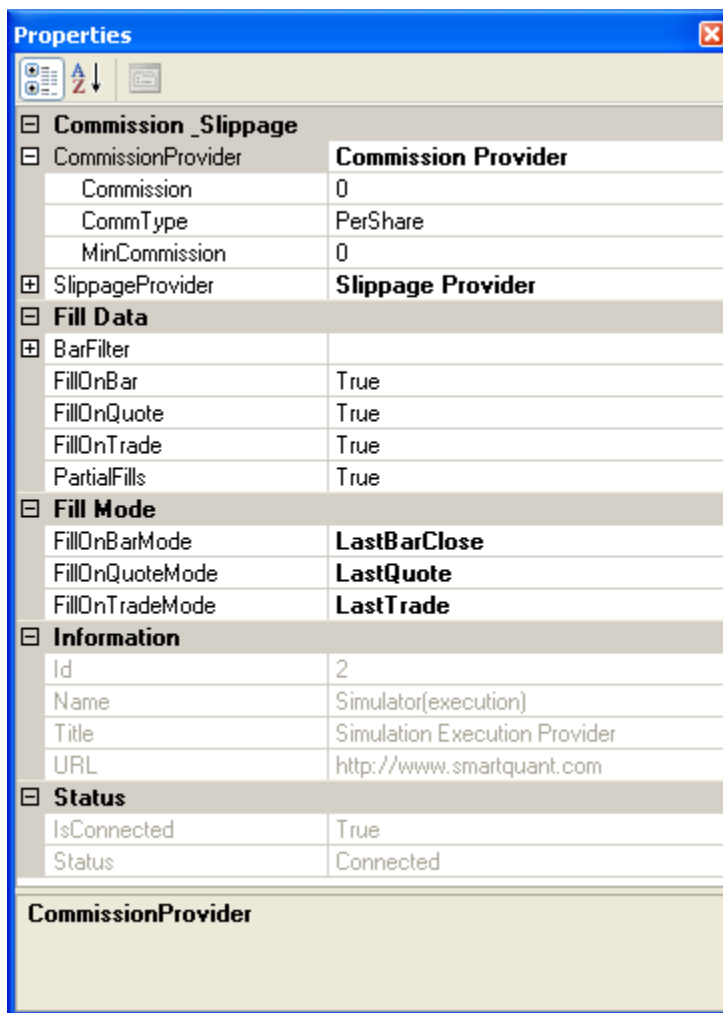 Properties
Commission _Slippage
CommissionProvider Commission Provider
Commission 0
CommType PerShare
MinCommission 0
SlippageProvider Slippage Provider
Fill Data
BarFilter
FillOnBar True
FillOnQuote True
FillOnTrade True
PartialFills True
Fill Mode
FillOnBarMode LastBarClose
FillOnQuoteMode LastQuote
FillOnTradeMode LastTrade
Information
Id 2
Name Simulator(execution)
Title Simulation Execution Provider
URL http://www.smartquant.com
Status
IsConnected True
Status Connected
CommissionProvider